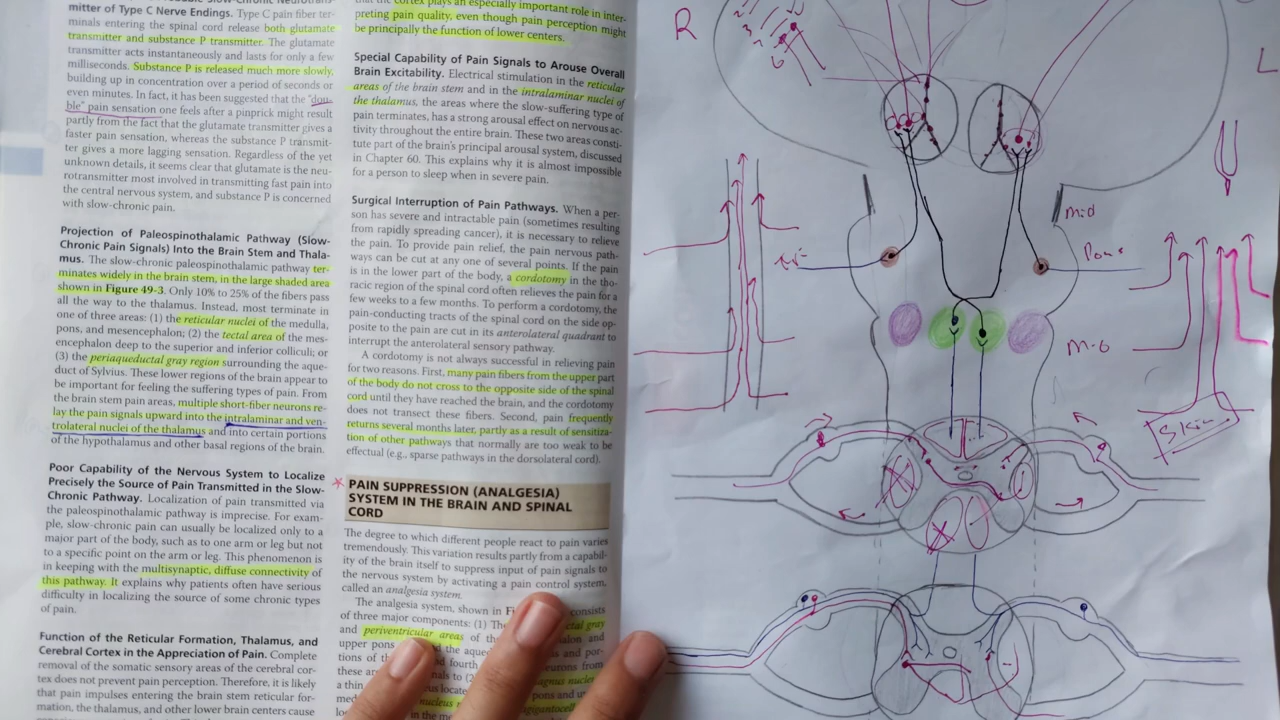 mitter of Type C Nerve Endings. Type C pain fiber ter-
minals entering the spinal cord release both glutamate
transmitter and substance P transmitter. The glutamate
transmitter acts instantaneously and lasts for only a few
milliseconds. Substance P is released much more slowly,
building up in concentration over a period of seconds or
even minutes. In fact, it has been suggested that the "dou-
ble" pain sensation one feels after a pinprick might result
partly from the fact that the glutamate transmitter gives a
faster pain sensation, whereas the substance P transmit-
ter gives a more lagging sensation. Regardless of the yet
unknown details, it seems clear that glutamate is the neu-
rotransmitter most involved in transmitting fast pain into
the central nervous system, and substance P is concerned
with slow-chronic pain.
Projection of Paleospinothalamic Pathway (Slow-
Chronic Pain Signals) Into the Brain Stem and Thala-
mus. The slow-chronic paleospinothalamic pathway ter-
minates widely in the brain stem, in the large shaded area
shown in Figure 49-3. Only 10% to 25% of the fibers pass
all the way to the thalamus. Instead, most terminate in
one of three areas: (1) the reticular nuclei of the medulla,
pons, and mesencephalon; (2) the tectal area of the mes-
encephalon deep to the superior and inferior colliculi; or
(3) the periaqueductal gray region surrounding the aque-
duct of Sylvius. These lower regions of the brain appear to
be important for feeling the suffering types of pain. From
the brain stem pain areas, multiple short-fiber neurons re-
lay the pain signals upward into the intralaminar and ven-
trolateral nuclei of the thalamus and into certain portions
of the hypothalamus and other basal regions of the brain.
Poor Capability of the Nervous System to Localize
Precisely the Source of Pain Transmitted in the Slow-
Chronic Pathway. Localization of pain transmitted via
the paleospinothalamic pathway is imprecise. For exam-
ple, slow-chronic pain can usually be localized only to a
major part of the body, such as to one arm or leg but not
to a specific point on the arm or leg. This phenomenon is
in keeping with the multisynaptic, diffuse connectivity of
this pathway. It explains why patients often have serious
difficulty in localizing the source of some chronic types
of pain.
Function of the Reticular Formation, Thalamus, and
Cerebral Cortex in the Appreciation of Pain. Complete
removal of the somatic sensory areas of the cerebral cor-
tex does not prevent pain perception. Therefore, it is likely
that pain impulses entering the brain stem reticular for-
mation, the thalamus, and other lower brain centers cause
that the cortex plays an especially important role in inter-
preting pain quality, even though pain perception might
be principally the function of lower centers.
Special Capability of Pain Signals to Arouse Overall
Brain Excitability. Electrical stimulation in the reticular
areas of the brain stem and in the intralaminar nuclei of
the thalamus, the areas where the slow-suffering type of
pain terminates, has a strong arousal effect on nervous ac-
tivity throughout the entire brain. These two areas consti-
tute part of the brain's principal arousal system, discussed
in Chapter 60. This explains why it is almost impossible
for a person to sleep when in severe pain.
Surgical Interruption of Pain Pathways. When a per-
son has severe and intractable pain (sometimes resulting
from rapidly spreading cancer), it is necessary to relieve
the pain. To provide pain relief, the pain nervous path-
ways can be cut at any one of several points. If the pain
is in the lower part of the body, a cordotomy in the tho-
racic region of the spinal cord often relieves the pain for a
few weeks to a few months. To perform a cordotomy, the
pain-conducting tracts of the spinal cord on the side op-
posite to the pain are cut in its anterolateral quadrant to
interrupt the anterolateral sensory pathway.
A cordotomy is not always successful in relieving pain
for two reasons. First, many pain fibers from the upper part
of the body do not cross to the opposite side of the spinal
cord until they have reached the brain, and the cordotomy
does not transect these fibers. Second, pain frequently
returns several months later, partly as a result of sensitiza-
tion of other pathways that normally are too weak to be
effectual (e.g., sparse pathways in the dorsolateral cord).
PAIN SUPPRESSION (ANALGESIA)
SYSTEM IN THE BRAIN AND SPINAL
CORD
The degree to which different people react to pain varies
tremendously. This variation results partly from a capabil-
ity of the brain itself to suppress input of pain signals to
the nervous system by activating a pain control system,
called an analgesia system.
The analgesia system, shown in consists
of three major components: (1) gray
and periventricular areas of
upper pons and por-
tions of neurons from
these
a thin
R
L
mid
Pons
Skin